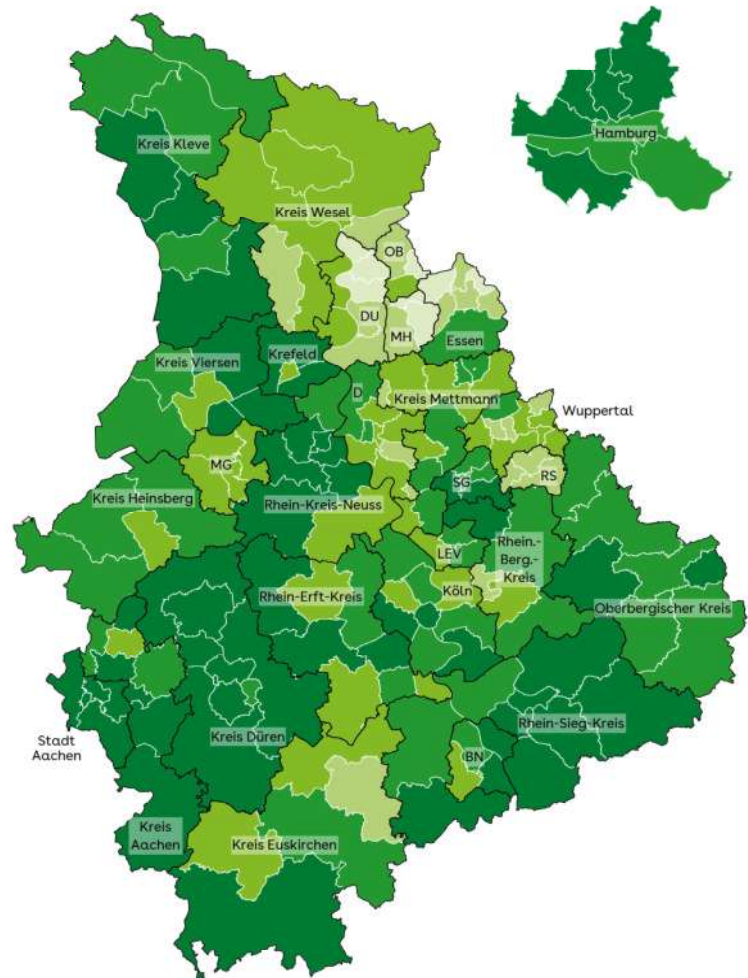 Hamburg
Kreis Kleve
Kreis Wesel
OB
DU
MH
Essen
Kreis Viersen
Krefeld
D
Kreis Mettmann
Wuppertal
MG
SG
RS
Kreis Heinsberg
Rhein-Kreis-Neuss
LEV
Rhein.-
Berg.-
Kreis
Rhein-Erft-Kreis
Köln
Oberbergischer Kreis
Stadt
Aachen
Kreis Düren
Rhein-Sieg-Kreis
BN
Kreis
Aachen
Kreis Euskirchen